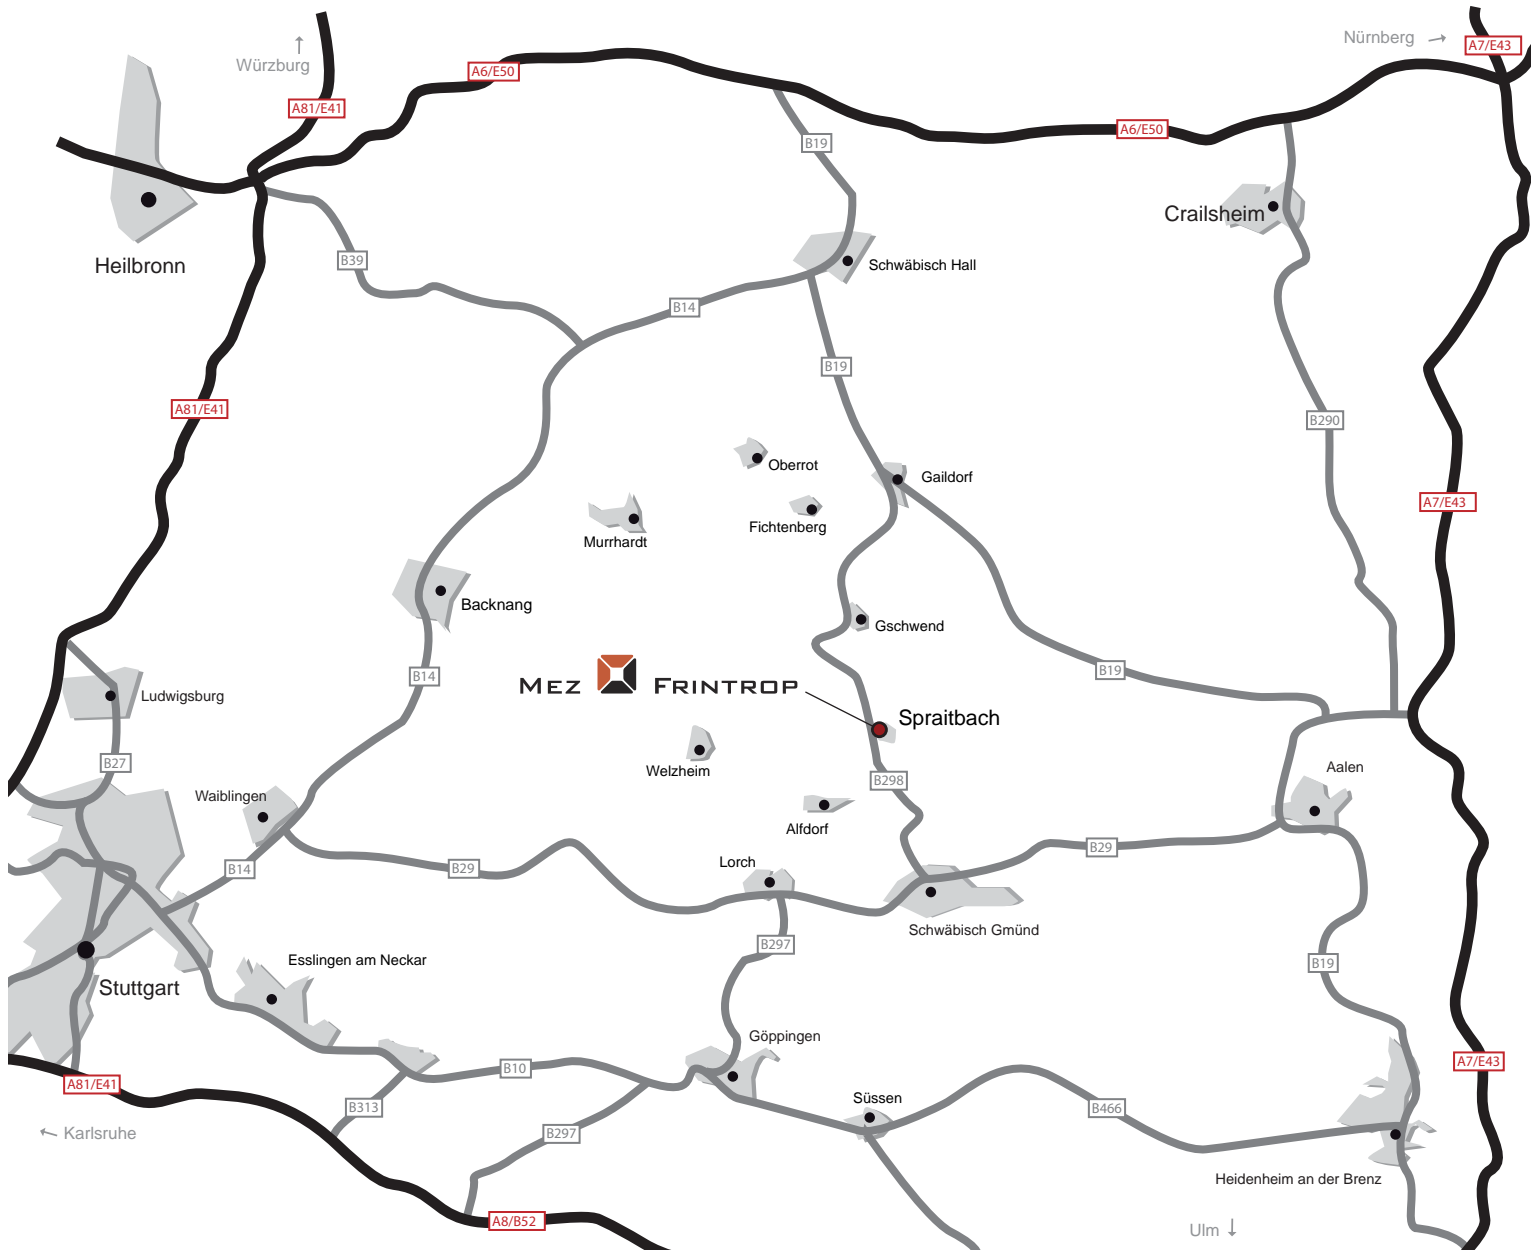 Nürnberg →
A7/E43
↑
Würzburg
A6/E50
A81/E41
A6/E50
B19
Crailsheim
Heilbronn
B39
Schwäbisch Hall
B14
B19
A81/E41
B290
Oberrot
Gaildorf
A7/E43
Fichtenberg
Murrhardt
Backnang
Gschwend
B14
B19
MEZ FRINTROP
Ludwigsburg
Spraitbach
B27
Welzheim
B298
Aalen
Waiblingen
Alfdorf
B29
Lorch
B14
B29
Schwäbisch Gmünd
B297
Esslingen am Neckar
B19
Stuttgart
Göppingen
B10
A7/E43
A81/E41
Süssen
B313
B466
← Karlsruhe
B297
Heidenheim an der Brenz
A8/B52
Ulm ↓